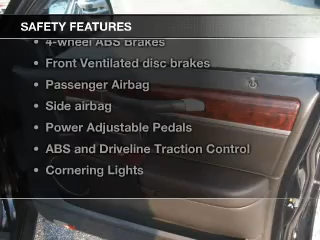 SAFETY FEATURES
• 4-wheel ABS Brakes
• Front Ventilated disc brakes
• Passenger Airbag
• Side airbag
• Power Adjustable Pedals
• ABS and Driveline Traction Control
• Cornering Lights